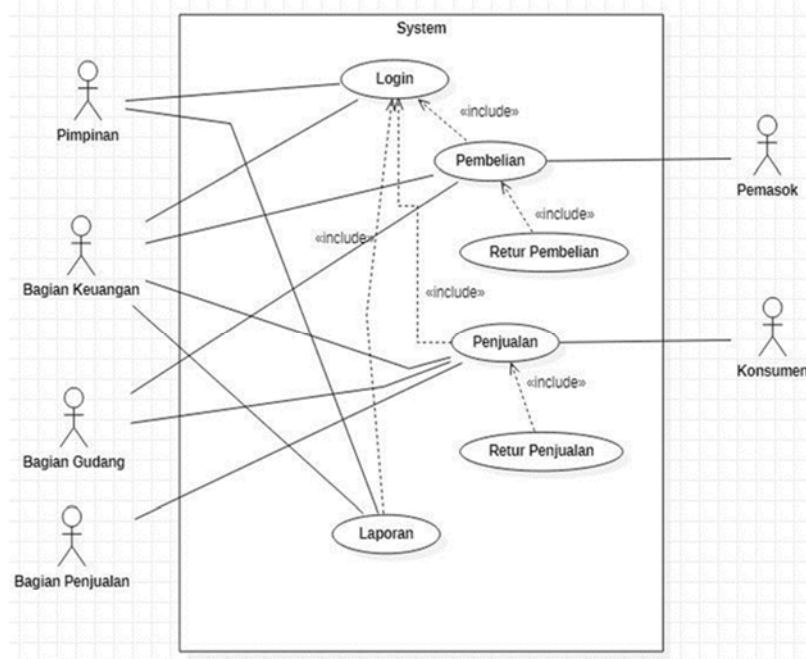 System
Login
«include»
Pimpinan
Pembelian
Pemasok
«include»
«include»
Retur Pembelian
Bagian Keuangan
«include»
Penjualan
Konsumen
«include»
Bagian Gudang
Retur Penjualan
Laporan
Bagian Penjualan